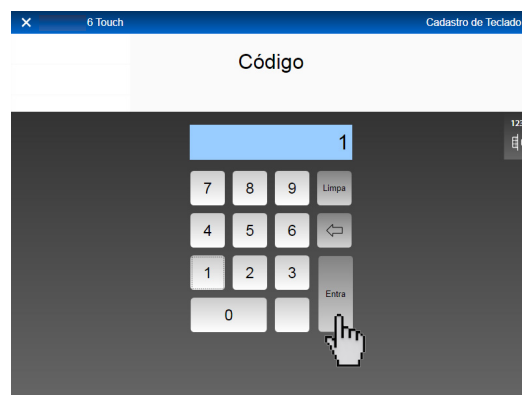 6 Touch
Cadastro de Teclado
Código
123
1
7 8 9 Limpa
4 5 6
1 2 3
Entra
0